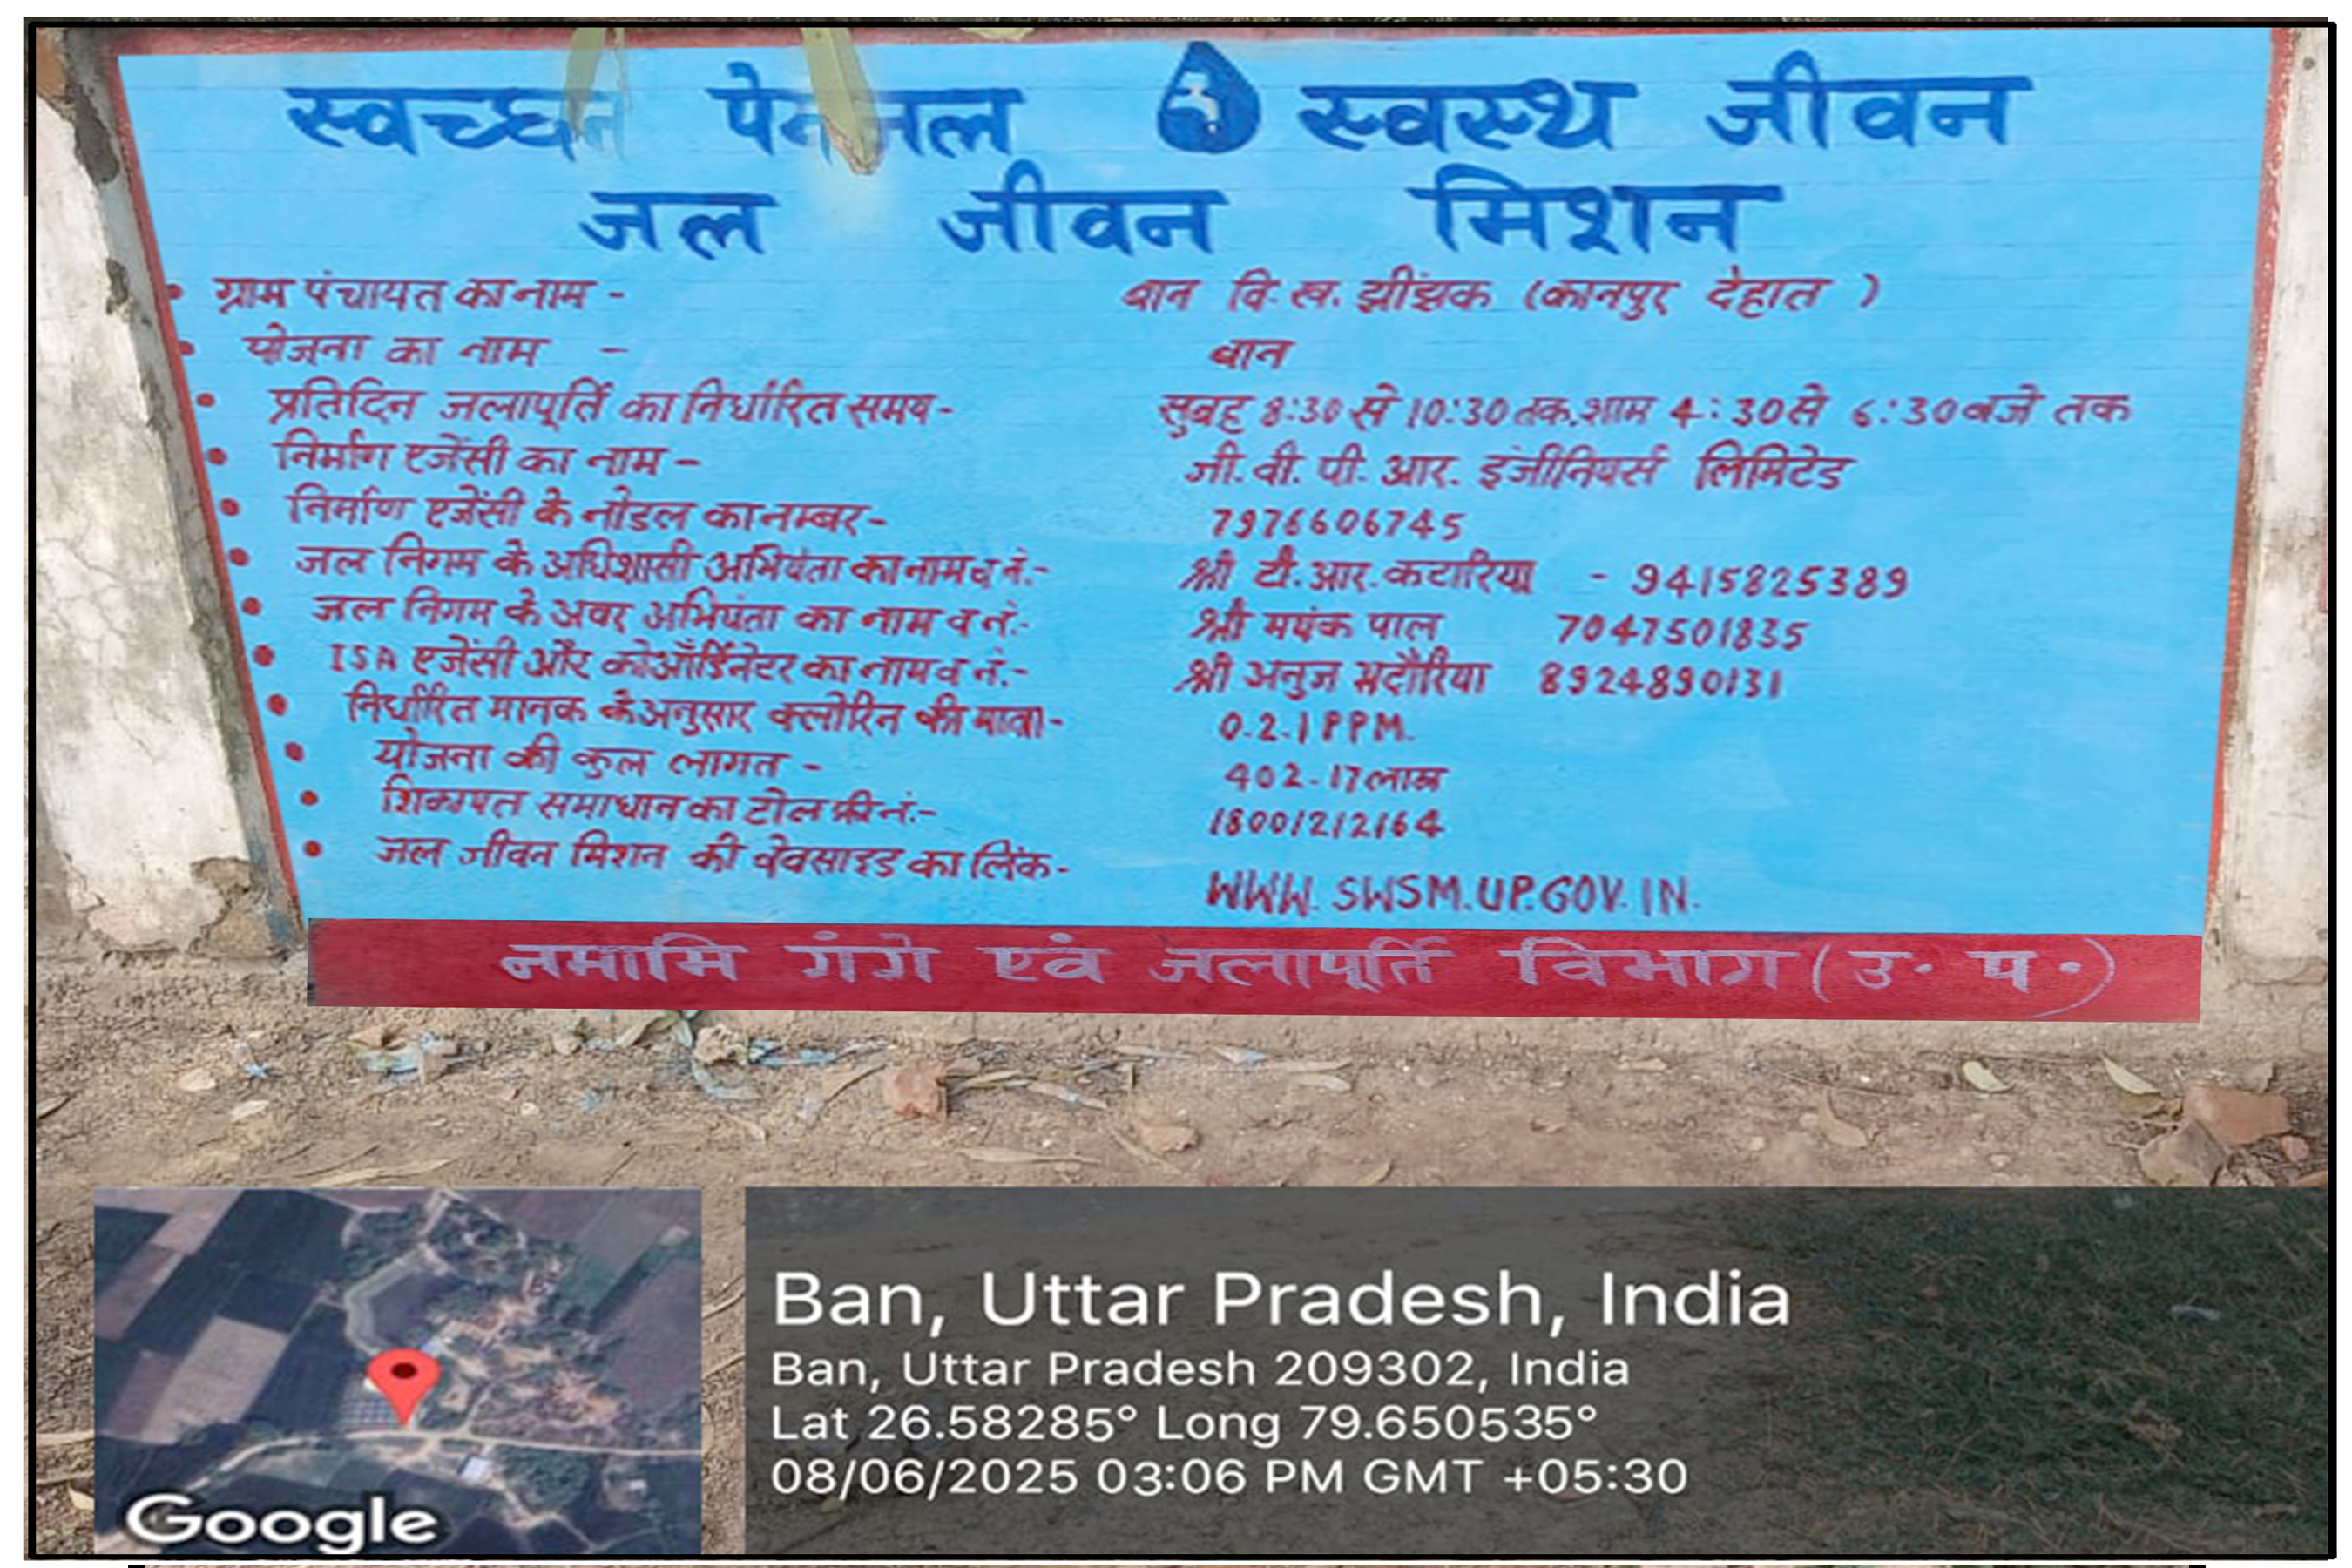 पेयजल स्वस्थ जीवन
जल जीवन मिशन
• ग्राम पंचायत का नाम - बान वि.ख. झींझक (कानपुर देहात)
• योजना का नाम - बान
• प्रतिदिन जलापूर्ति का निर्धारित समय- सुबह 8:30 से 10:30 तक.शाम 4:30 से 6:30 बजे तक
• निर्माण एजेंसी का नाम - जी.वी.पी.आर. इंजीनियर्स लिमिटेड
• निर्माण एजेंसी के नोडल का नम्बर- 7976606745
• जल निगम के अधिशासी अभियंता का नाम व नं.- श्री टी.आर.कटारिया - 9415825389
• जल निगम के अवर अभियंता का नाम व नं.- श्री मयंक पाल 7047501835
• ISA एजेंसी और कोऑर्डिनेटर का नाम व नं.- श्री अनुज भदौरिया 8924890131
• निर्धारित मानक के अनुसार क्लोरिन की मात्रा- 0.2-1 PPM.
• योजना की कुल लागत - 402.17 लाख
• शिकायत समाधान का टोल फ्री नं.- 18001212164
• जल जीवन मिशन की वेवसाइड का लिंक- WWW.SWSM.UP.GOV.IN.
नमामि गंगे एवं जलापूर्ति विभाग (उ. प.)
Ban, Uttar Pradesh, India
Ban, Uttar Pradesh 209302, India
Lat 26.58285° Long 79.650535°
08/06/2025 03:06 PM GMT +05:30
Google